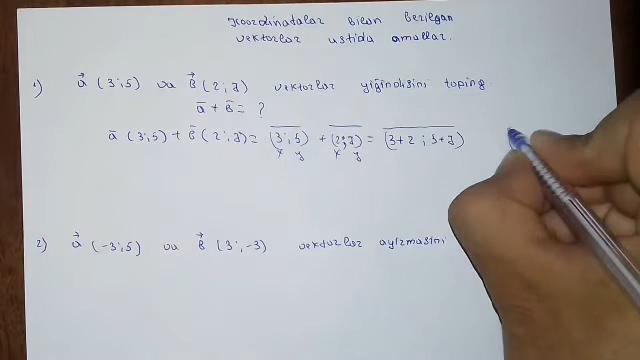 Koordinatalar bilan berilgan
vektorlar ustida amallar.
1) a⃗ (3;5) va b⃗ (2;7) vektorlar yig'indisini toping.
a̅ + b̅ = ?
a̅ (3;5) + b̅ (2;7) = (3;5) + (2;7) = (3+2 ; 5+7)
x y x y
2) a⃗ (-3;5) va b⃗ (3;-3) vektorlar ayirmasini